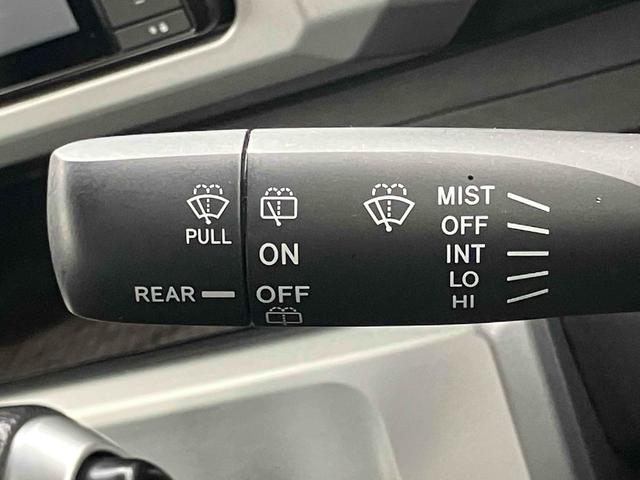 PULL
REAR
ON
OFF
MIST
OFF
INT
LO
HI